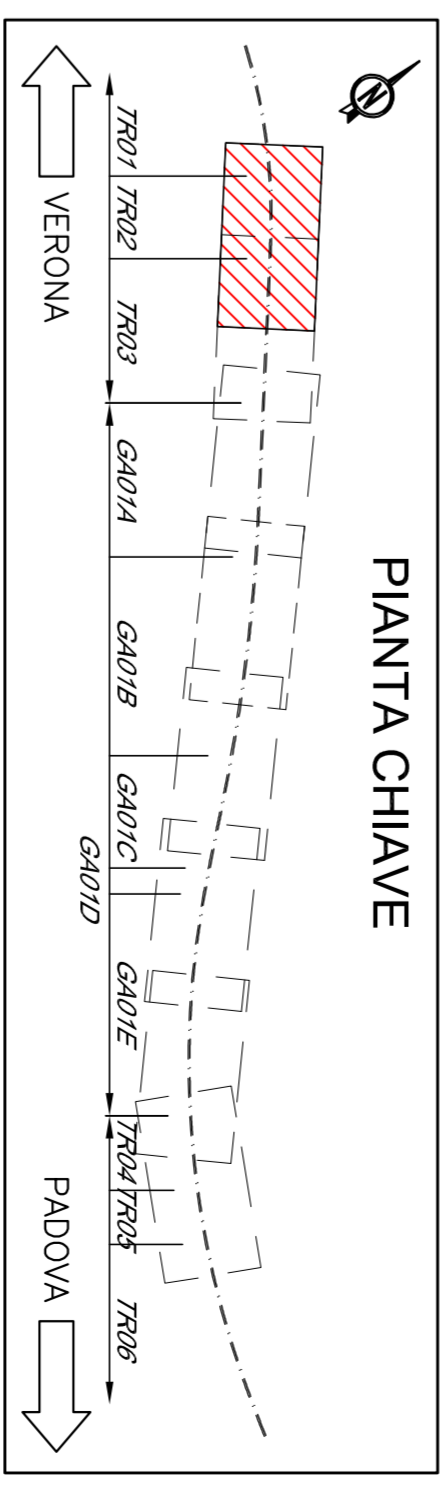 PIANTA CHIAVE
N
TR01 TR02 TR03 GA01A GA01B GA01C GA01D GA01E TR04 TR05 TR06
VERONA
PADOVA